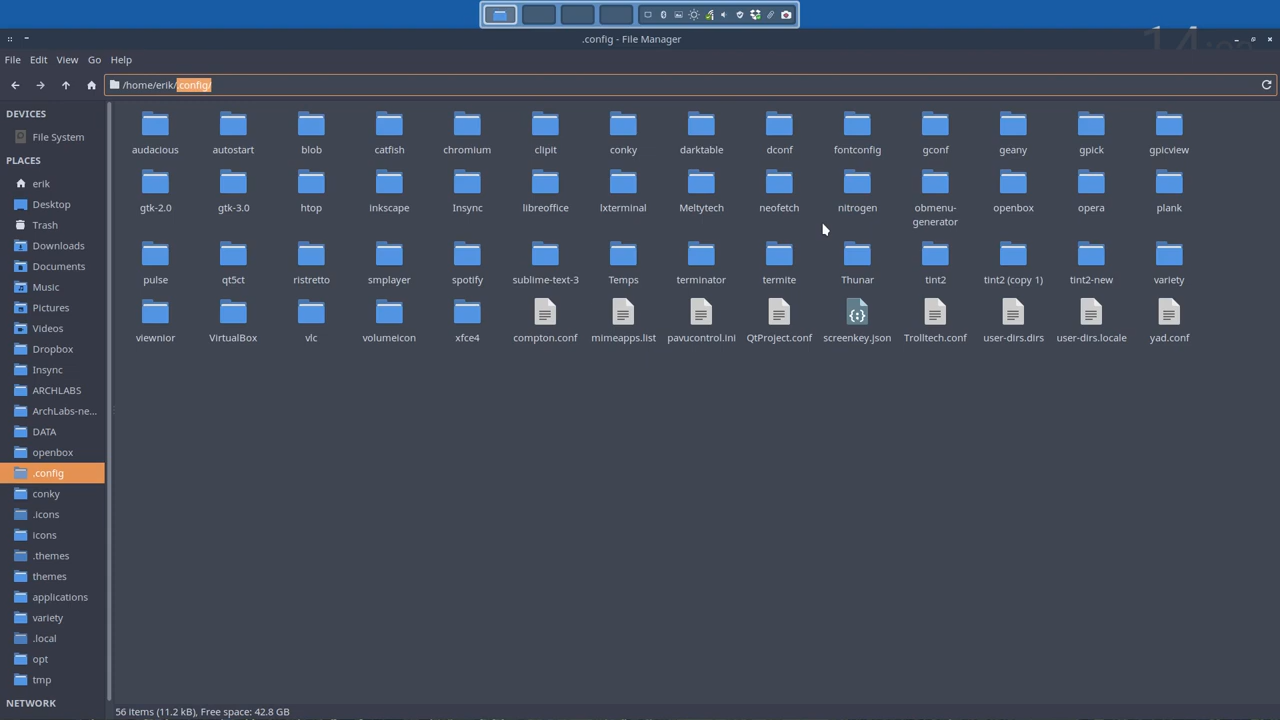 .config - File Manager
14:
File Edit View Go Help
/home/erik/.config/
DEVICES
File System
PLACES
erik
Desktop
Trash
Downloads
Documents
Music
Pictures
Videos
Dropbox
Insync
ARCHLABS
ArchLabs-ne...
DATA
openbox
.config
conky
.icons
icons
.themes
themes
applications
variety
.local
opt
tmp
NETWORK
audacious autostart blob catfish chromium clipit conky darktable dconf fontconfig gconf geany gpick gpicview
gtk-2.0 gtk-3.0 htop inkscape Insync libreoffice lxterminal Meltytech neofetch nitrogen obmenu-generator openbox opera plank
pulse qt5ct ristretto smplayer spotify sublime-text-3 Temps terminator termite Thunar tint2 tint2 (copy 1) tint2-new variety
viewnior VirtualBox vlc volumeicon xfce4 compton.conf mimeapps.list pavucontrol.ini QtProject.conf screenkey.json Trolltech.conf user-dirs.dirs user-dirs.locale yad.conf
56 items (11.2 kB), Free space: 42.8 GB